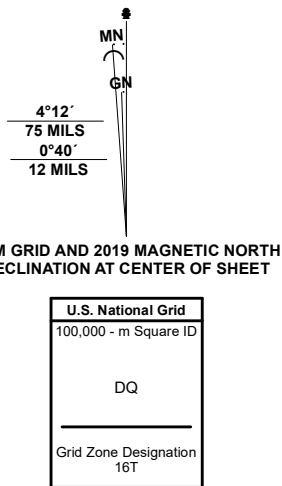 MN
GN
4°12´
75 MILS
0°40´
12 MILS
M GRID AND 2019 MAGNETIC NORTH
ECLINATION AT CENTER OF SHEET
U.S. National Grid
100,000 - m Square ID
DQ
Grid Zone Designation
16T